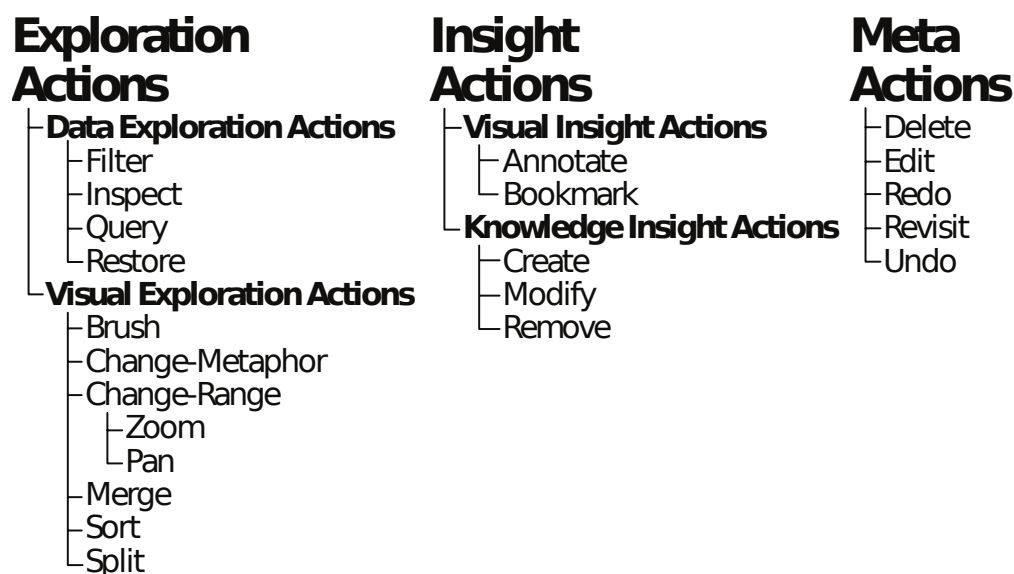 Exploration
Actions
Data Exploration Actions
Filter
Inspect
Query
Restore
Visual Exploration Actions
Brush
Change-Metaphor
Change-Range
Zoom
Pan
Merge
Sort
Split
Insight
Actions
Visual Insight Actions
Annotate
Bookmark
Knowledge Insight Actions
Create
Modify
Remove
Meta
Actions
Delete
Edit
Redo
Revisit
Undo